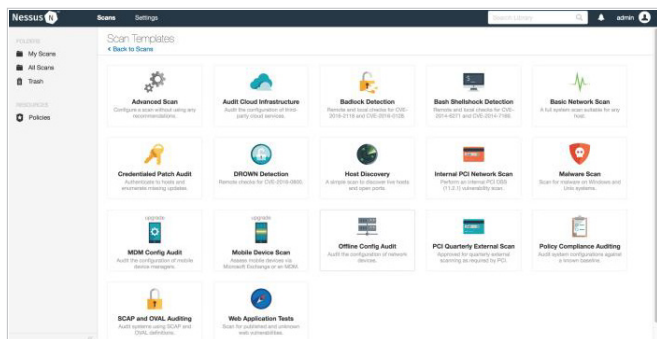 Nessus N Scans Settings Search Library admin
FOLDERS
My Scans
All Scans
Trash
RESOURCES
Policies
Scan Templates
Back to Scans
Advanced Scan
Configure a scan without using any
recommendations.
Audit Cloud Infrastructure
Audit the configuration of third-
party cloud services.
Badlock Detection
Remote and local checks for CVE-
2016-2118 and CVE-2016-0128.
Bash Shellshock Detection
Remote and local checks for CVE-
2014-6271 and CVE-2014-7169.
Basic Network Scan
A full system scan suitable for any
host.
Credentialed Patch Audit
Authenticate to hosts and
enumerate missing updates.
DROWN Detection
Remote checks for CVE-2016-0800.
Host Discovery
A simple scan to discover live hosts
and open ports.
Internal PCI Network Scan
Perform an internal PCI DSS
(11.2.1) vulnerability scan.
Malware Scan
Scan for malware on Windows and
Unix systems.
upgrade
MDM Config Audit
Audit the configuration of mobile
device managers.
upgrade
Mobile Device Scan
Assess mobile devices via
Microsoft Exchange or an MDM.
Offline Config Audit
Audit the configuration of network
devices.
PCI Quarterly External Scan
Approved for quarterly external
scanning as required by PCI.
Policy Compliance Auditing
Audit system configurations against
a known baseline.
SCAP and OVAL Auditing
Audit systems using SCAP and
OVAL definitions.
Web Application Tests
Scan for published and unknown
web vulnerabilities.